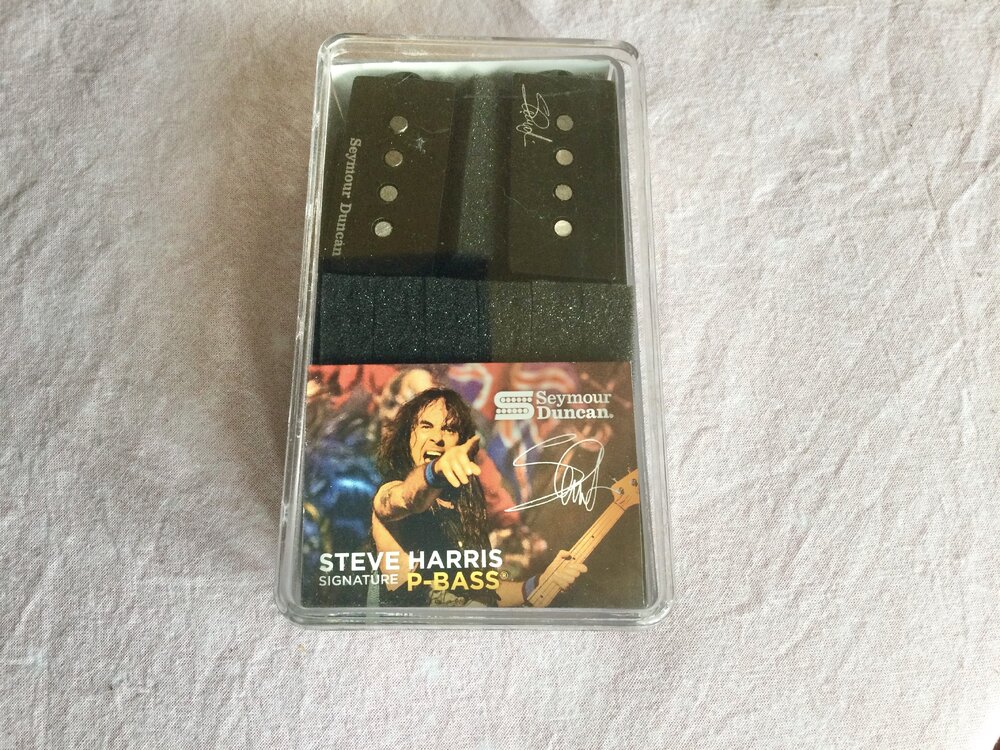 Seymour Duncan
Seymour
Duncan®
STEVE HARRIS
SIGNATURE P-BASS®